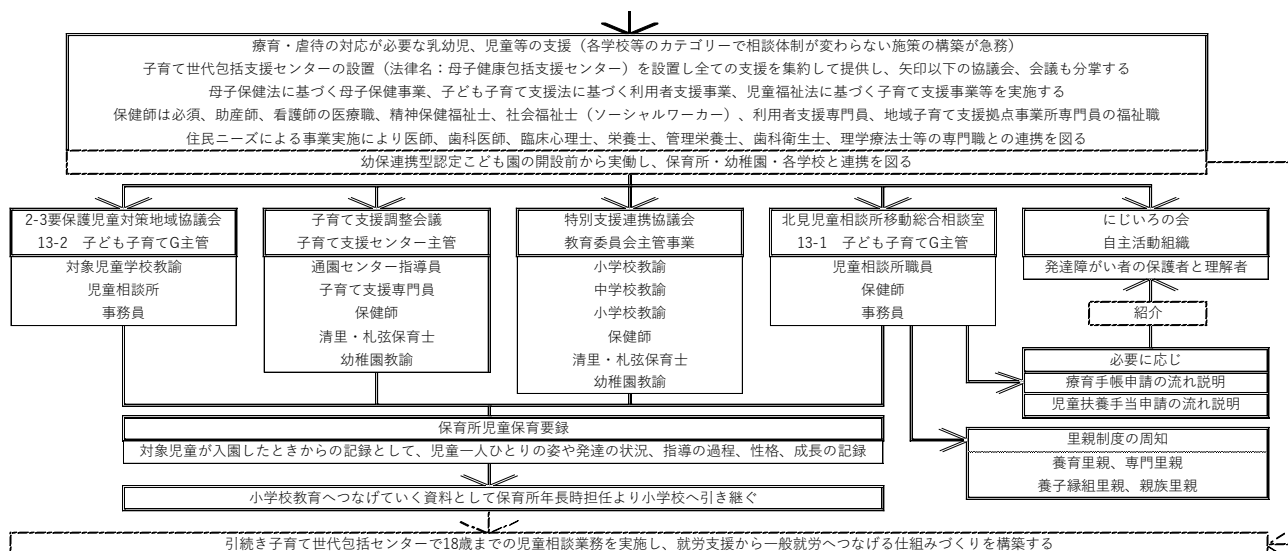 療育・虐待の対応が必要な乳幼児、児童等の支援（各学校等のカテゴリーで相談体制が変わらない施策の構築が急務）
子育て世代包括支援センターの設置（法律名：母子健康包括支援センター）を設置し全ての支援を集約して提供し、矢印以下の協議会、会議も分掌する
母子保健法に基づく母子保健事業、子ども子育て支援法に基づく利用者支援事業、児童福祉法に基づく子育て支援事業等を実施する
保健師は必須、助産師、看護師の医療職、精神保健福祉士、社会福祉士（ソーシャルワーカー）、利用者支援専門員、地域子育て支援拠点事業所専門員の福祉職
住民ニーズによる事業実施により医師、歯科医師、臨床心理士、栄養士、管理栄養士、歯科衛生士、理学療法士等の専門職との連携を図る
幼保連携型認定こども園の開設前から実働し、保育所・幼稚園・各学校と連携を図る
2-3要保護児童対策地域協議会
13-2　子ども子育てG主管
対象児童学校教諭
児童相談所
事務員
子育て支援調整会議
子育て支援センター主管
通園センター指導員
子育て支援専門員
保健師
清里・札弦保育士
幼稚園教諭
特別支援連携協議会
教育委員会主管事業
小学校教諭
中学校教諭
小学校教諭
保健師
清里・札弦保育士
幼稚園教諭
北見児童相談所移動総合相談室
13-1　子ども子育てG主管
児童相談所職員
保健師
事務員
にじいろの会
自主活動組織
発達障がい者の保護者と理解者
紹介
必要に応じ
療育手帳申請の流れ説明
児童扶養手当申請の流れ説明
里親制度の周知
養育里親、専門里親
養子縁組里親、親族里親
保育所児童保育要録
対象児童が入園したときからの記録として、児童一人ひとりの姿や発達の状況、指導の過程、性格、成長の記録
小学校教育へつなげていく資料として保育所年長時担任より小学校へ引き継ぐ
引続き子育て世代包括センターで18歳までの児童相談業務を実施し、就労支援から一般就労へつなげる仕組みづくりを構築する